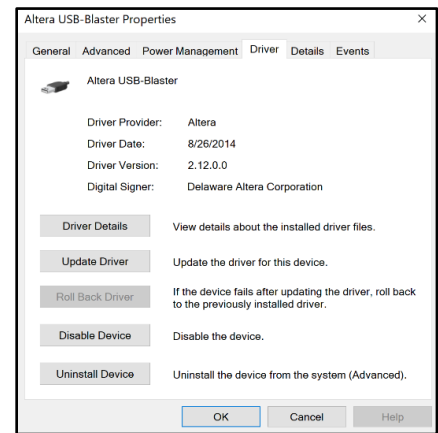 Altera USB-Blaster Properties
General Advanced Power Management Driver Details Events
Altera USB-Blaster
Driver Provider: Altera
Driver Date: 8/26/2014
Driver Version: 2.12.0.0
Digital Signer: Delaware Altera Corporation
Driver Details View details about the installed driver files.
Update Driver Update the driver for this device.
Roll Back Driver If the device fails after updating the driver, roll back
to the previously installed driver.
Disable Device Disable the device.
Uninstall Device Uninstall the device from the system (Advanced).
OK Cancel Help